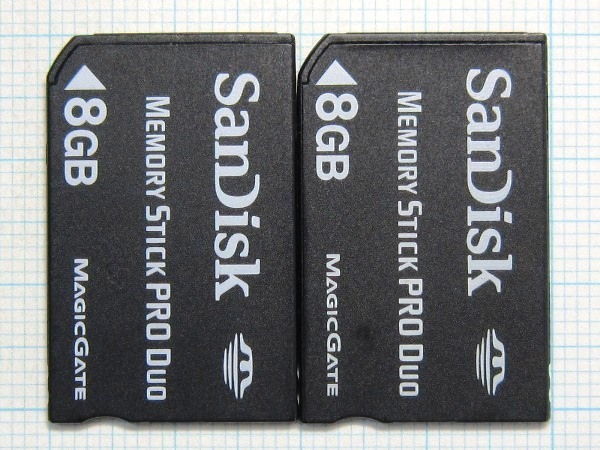 SanDisk
MEMORY STICK PRO DUO
8GB MAGICGATE
SanDisk
MEMORY STICK PRO DUO
8GB MAGICGATE